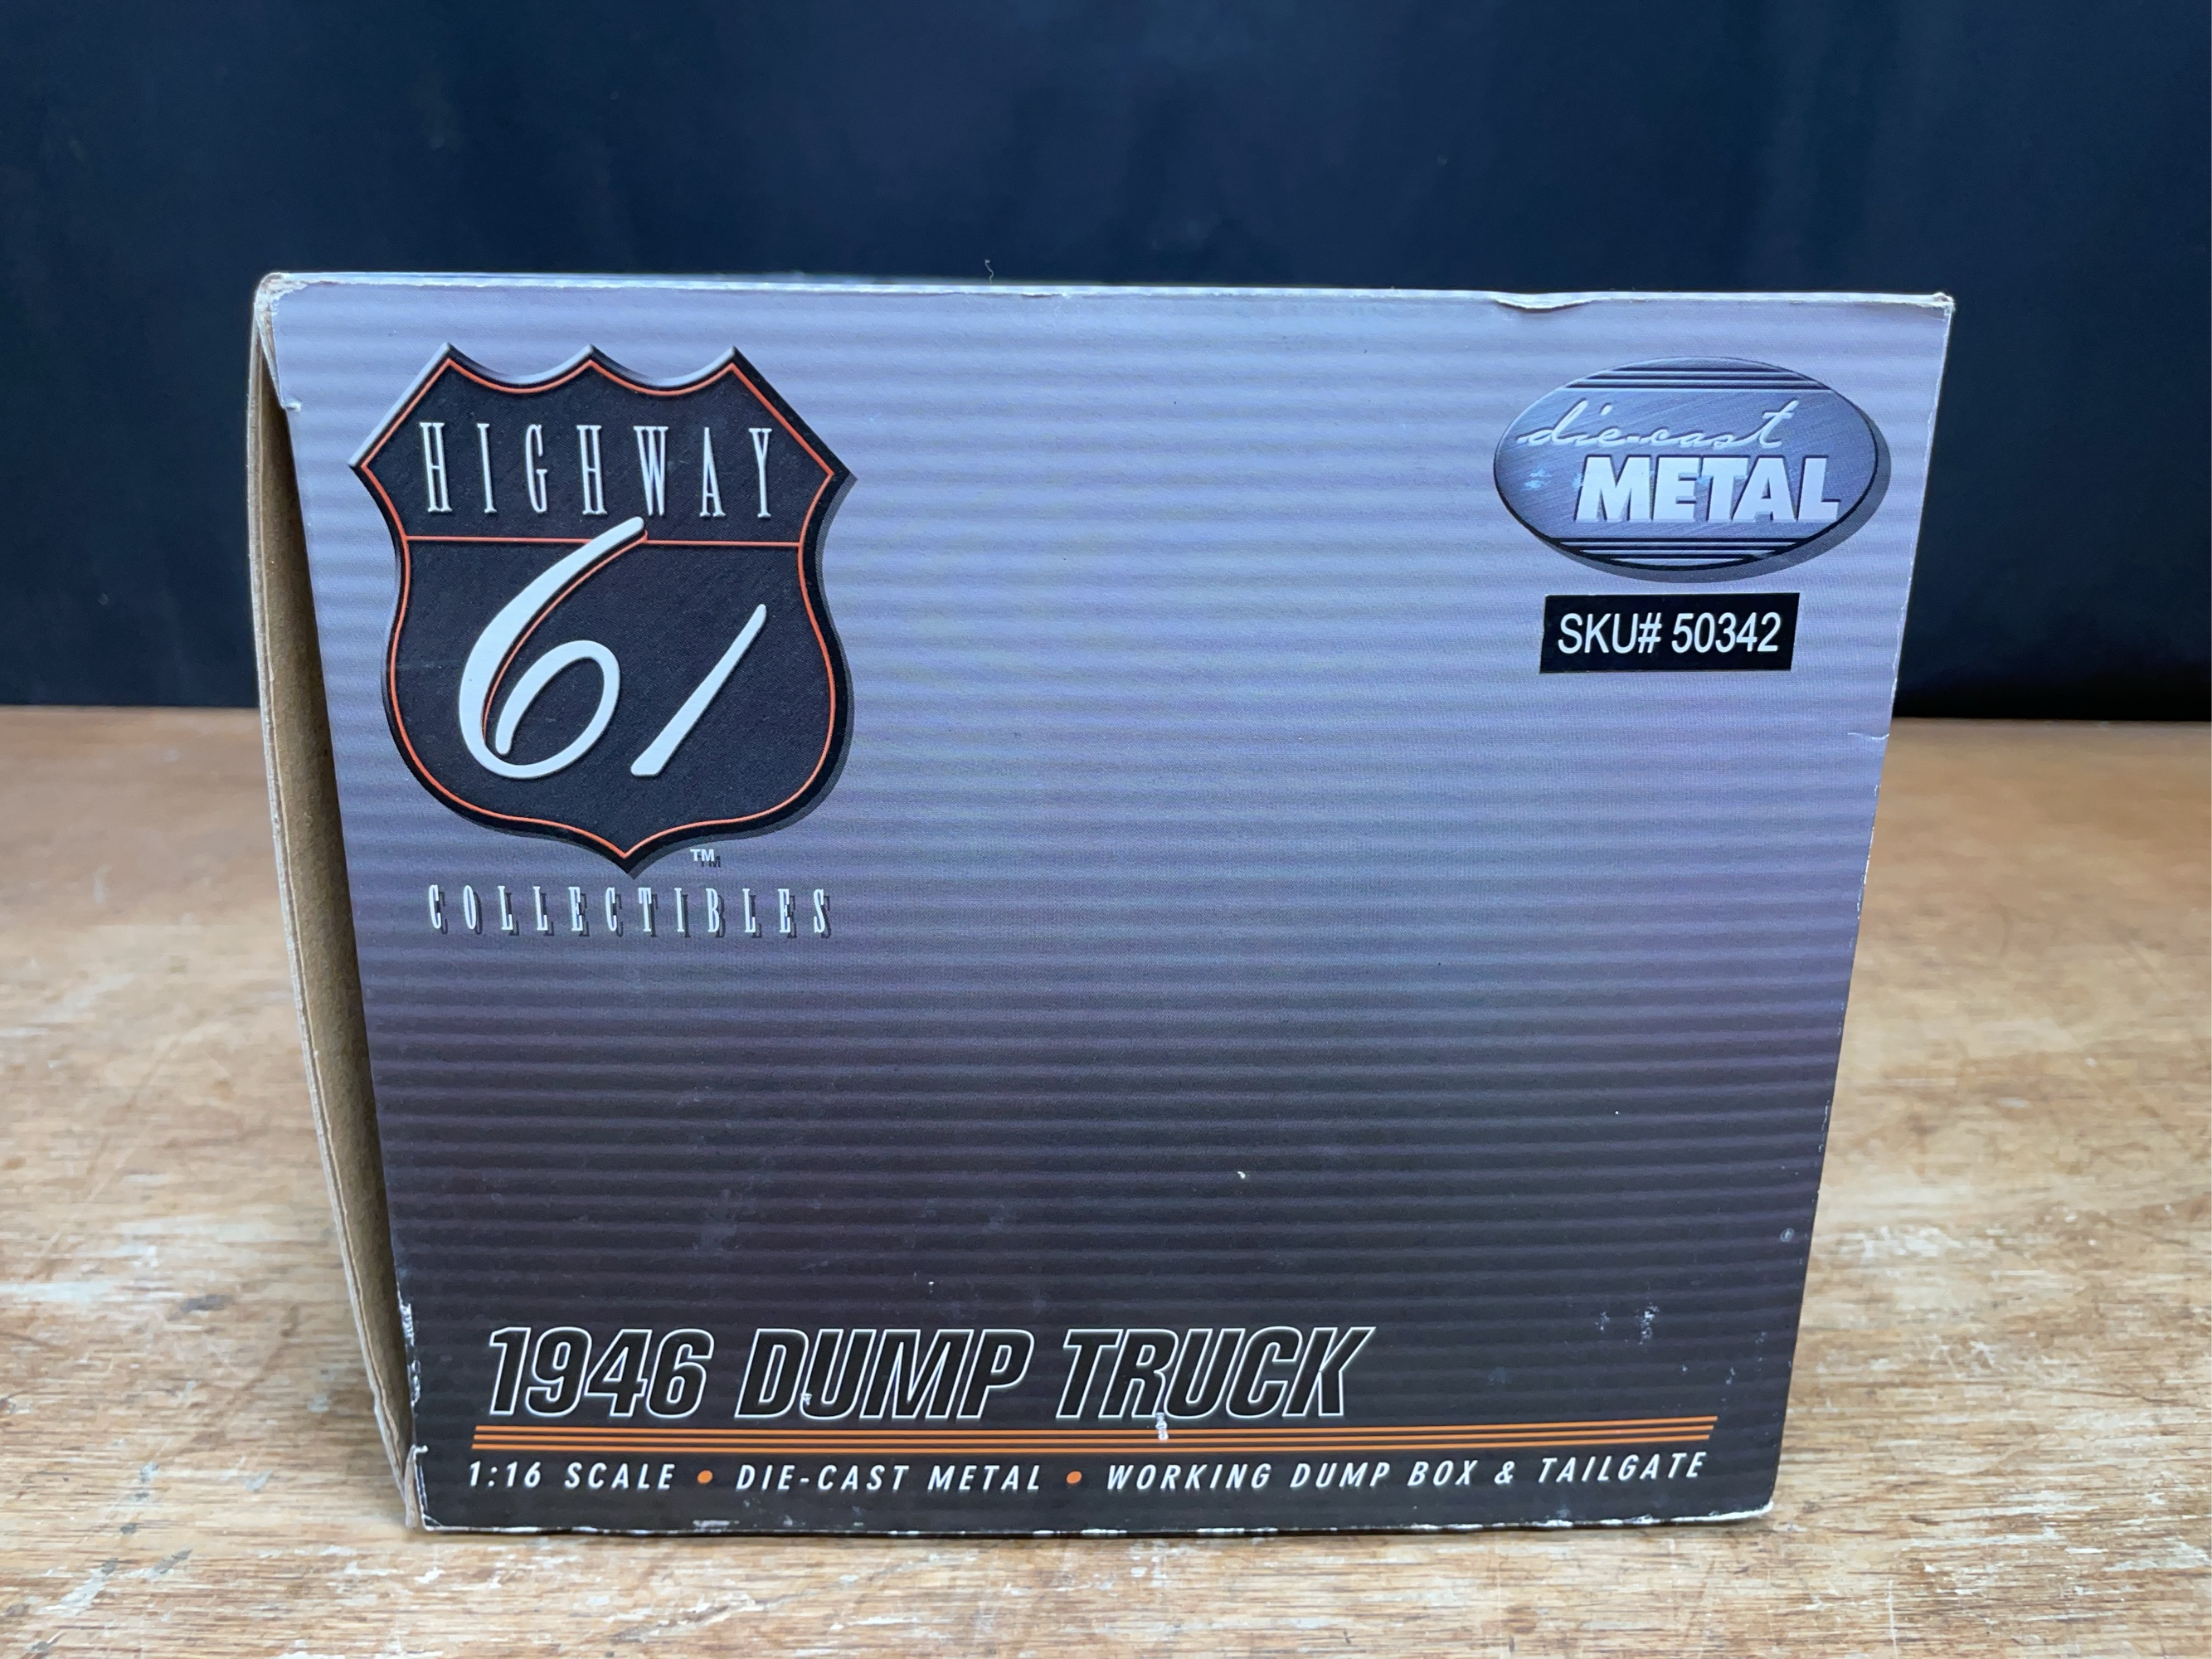 HIGHWAY
61
TM
COLLECTIBLES
die-cast
METAL
SKU# 50342
1946 DUMP TRUCK
1:16 SCALE • DIE-CAST METAL • WORKING DUMP BOX & TAILGATE